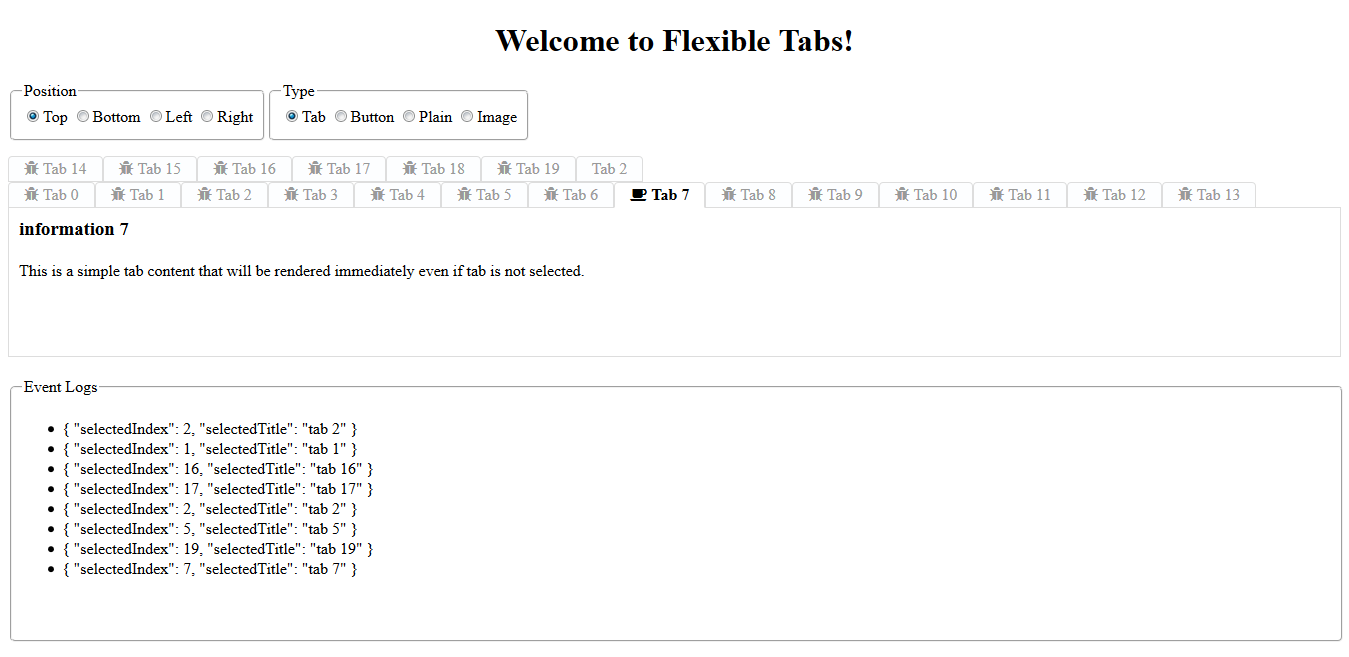 Welcome to Flexible Tabs!
Position
Top Bottom Left Right
Type
Tab Button Plain Image
Tab 14 Tab 15 Tab 16 Tab 17 Tab 18 Tab 19 Tab 2
Tab 0 Tab 1 Tab 2 Tab 3 Tab 4 Tab 5 Tab 6 Tab 7 Tab 8 Tab 9 Tab 10 Tab 11 Tab 12 Tab 13
information 7
This is a simple tab content that will be rendered immediately even if tab is not selected.
Event Logs
{ "selectedIndex": 2, "selectedTitle": "tab 2" }
{ "selectedIndex": 1, "selectedTitle": "tab 1" }
{ "selectedIndex": 16, "selectedTitle": "tab 16" }
{ "selectedIndex": 17, "selectedTitle": "tab 17" }
{ "selectedIndex": 2, "selectedTitle": "tab 2" }
{ "selectedIndex": 5, "selectedTitle": "tab 5" }
{ "selectedIndex": 19, "selectedTitle": "tab 19" }
{ "selectedIndex": 7, "selectedTitle": "tab 7" }